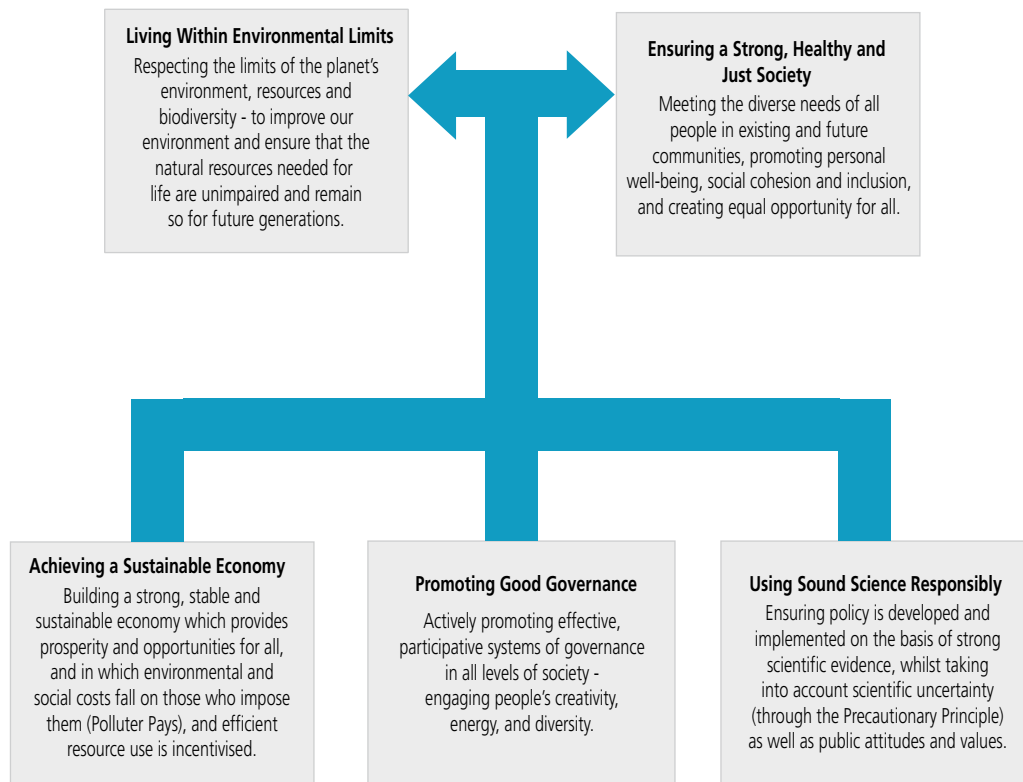 Living Within Environmental Limits
Respecting the limits of the planet's
environment, resources and
biodiversity - to improve our
environment and ensure that the
natural resources needed for
life are unimpaired and remain
so for future generations.
Ensuring a Strong, Healthy and
Just Society
Meeting the diverse needs of all
people in existing and future
communities, promoting personal
well-being, social cohesion and inclusion,
and creating equal opportunity for all.
Achieving a Sustainable Economy
Building a strong, stable and
sustainable economy which provides
prosperity and opportunities for all,
and in which environmental and
social costs fall on those who impose
them (Polluter Pays), and efficient
resource use is incentivised.
Promoting Good Governance
Actively promoting effective,
participative systems of governance
in all levels of society -
engaging people's creativity,
energy, and diversity.
Using Sound Science Responsibly
Ensuring policy is developed and
implemented on the basis of strong
scientific evidence, whilst taking
into account scientific uncertainty
(through the Precautionary Principle)
as well as public attitudes and values.